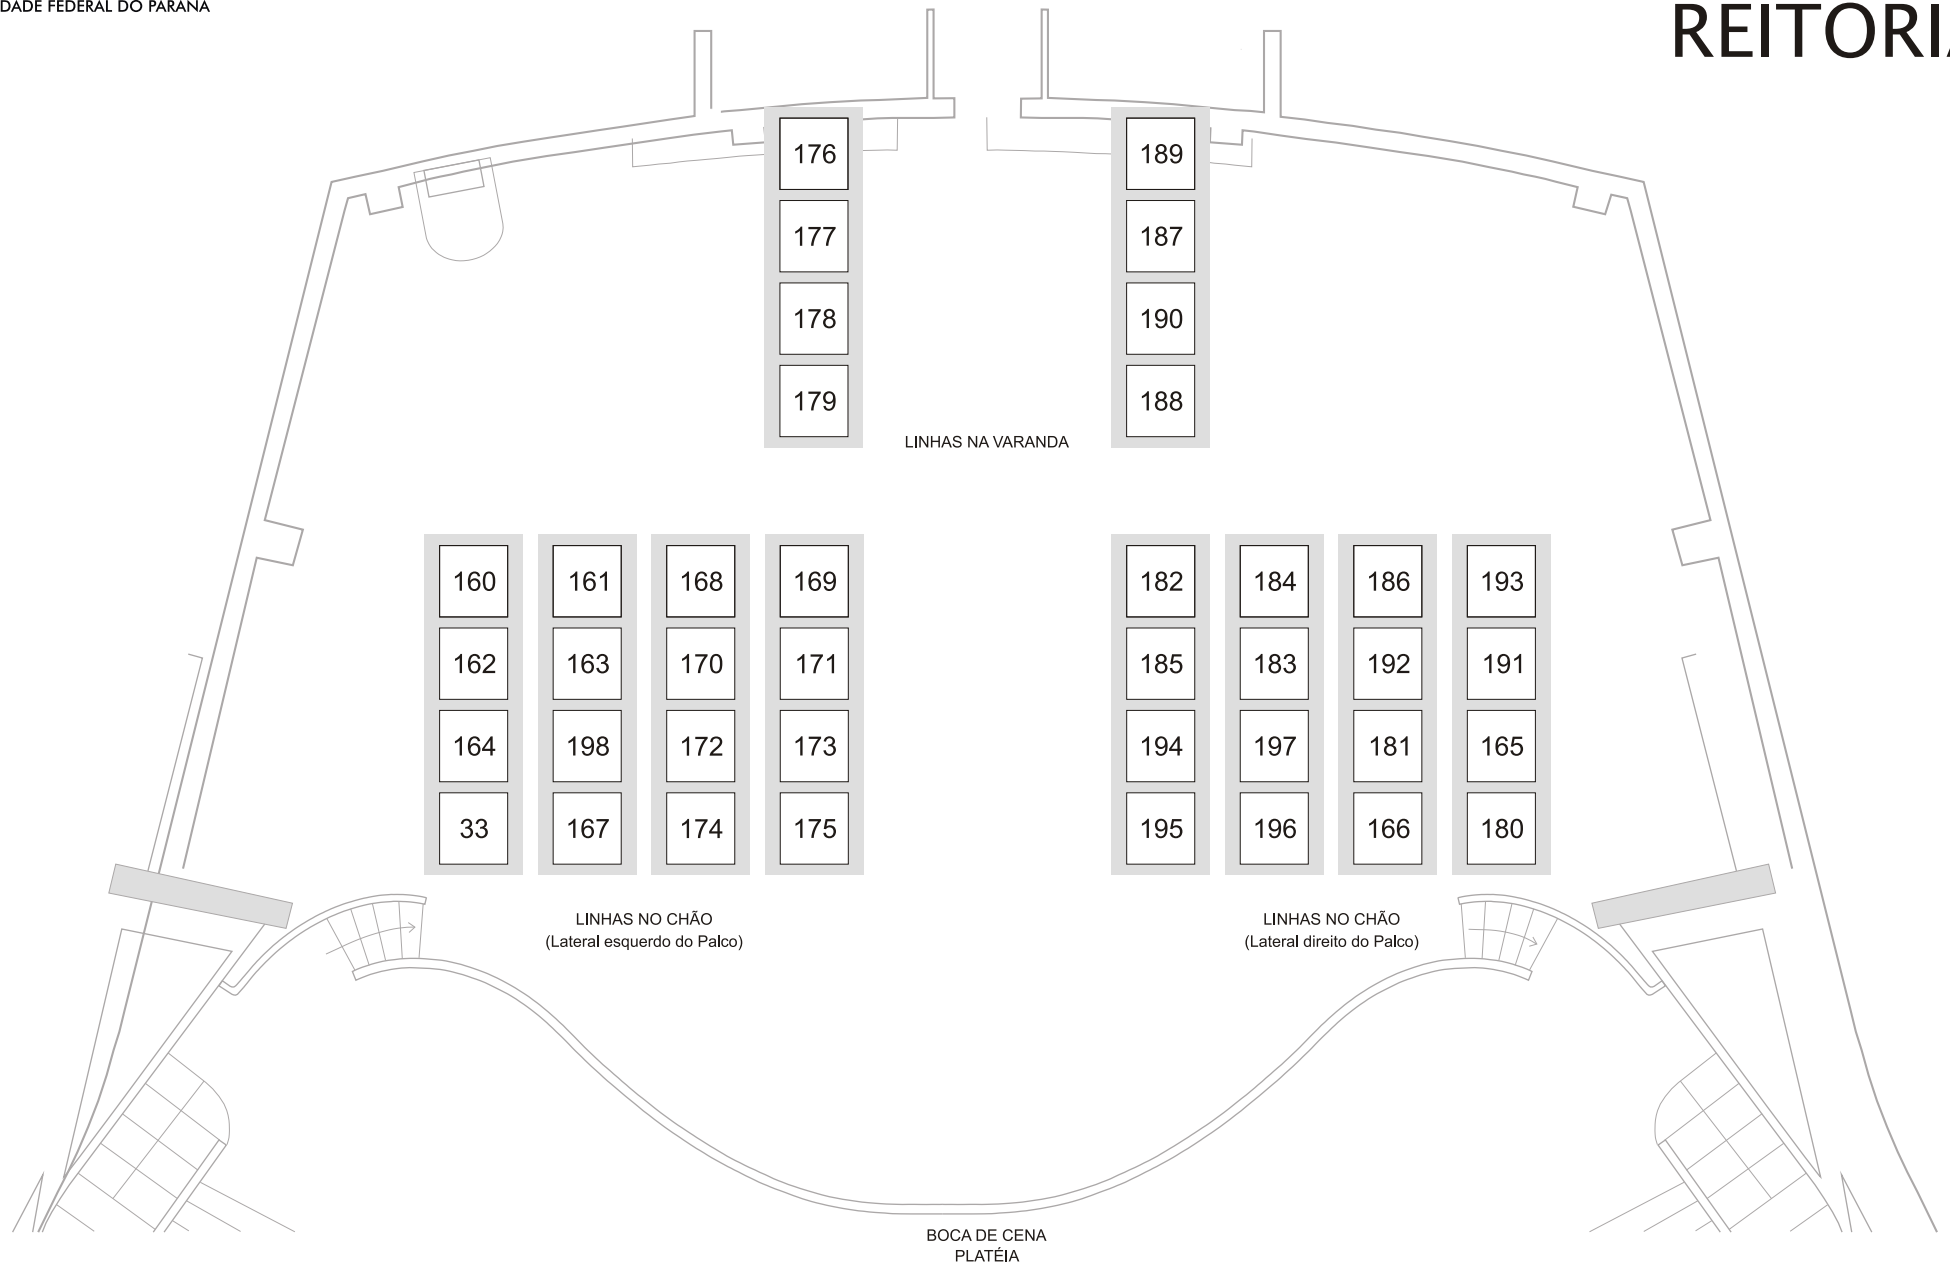 DADE FEDERAL DO PARANÁ
REITORIA
176 189
177 187
178 190
179 188
LINHAS NA VARANDA
160 161 168 169 182 184 186 193
162 163 170 171 185 183 192 191
164 198 172 173 194 197 181 165
33 167 174 175 195 196 166 180
LINHAS NO CHÃO
(Lateral esquerdo do Palco)
LINHAS NO CHÃO
(Lateral direito do Palco)
BOCA DE CENA
PLATÉIA